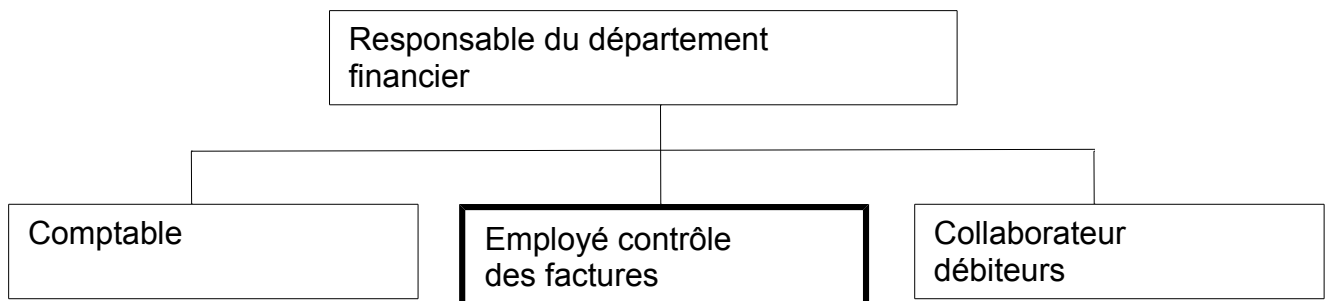 Responsable du département
financier
Comptable
Employé contrôle
des factures
Collaborateur
débiteurs